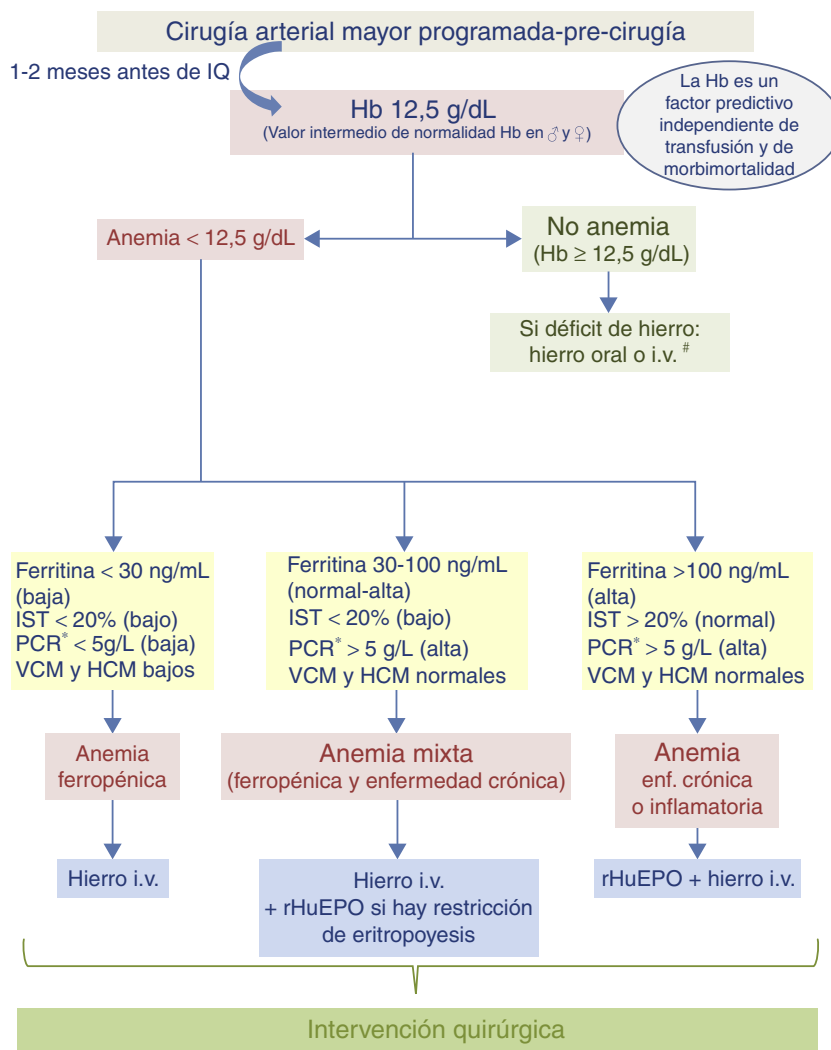 Cirugía arterial mayor programada-pre-cirugía
1-2 meses antes de IQ
Hb 12,5 g/dL
(Valor intermedio de normalidad Hb en ♂ y ♀)
La Hb es un
factor predictivo
independiente de
transfusión y de
morbimortalidad
Anemia < 12,5 g/dL
No anemia
(Hb ≥ 12,5 g/dL)
Si déficit de hierro:
hierro oral o i.v. #
Ferritina < 30 ng/mL
(baja)
IST < 20% (bajo)
PCR* < 5g/L (baja)
VCM y HCM bajos
Ferritina 30-100 ng/mL
(normal-alta)
IST < 20% (bajo)
PCR* > 5 g/L (alta)
VCM y HCM normales
Ferritina >100 ng/mL
(alta)
IST > 20% (normal)
PCR* > 5 g/L (alta)
VCM y HCM normales
Anemia
ferropénica
Anemia mixta
(ferropénica y enfermedad crónica)
Anemia
enf. crónica
o inflamatoria
Hierro i.v.
Hierro i.v.
+ rHuEPO si hay restricción
de eritropoyesis
rHuEPO + hierro i.v.
Intervención quirúrgica